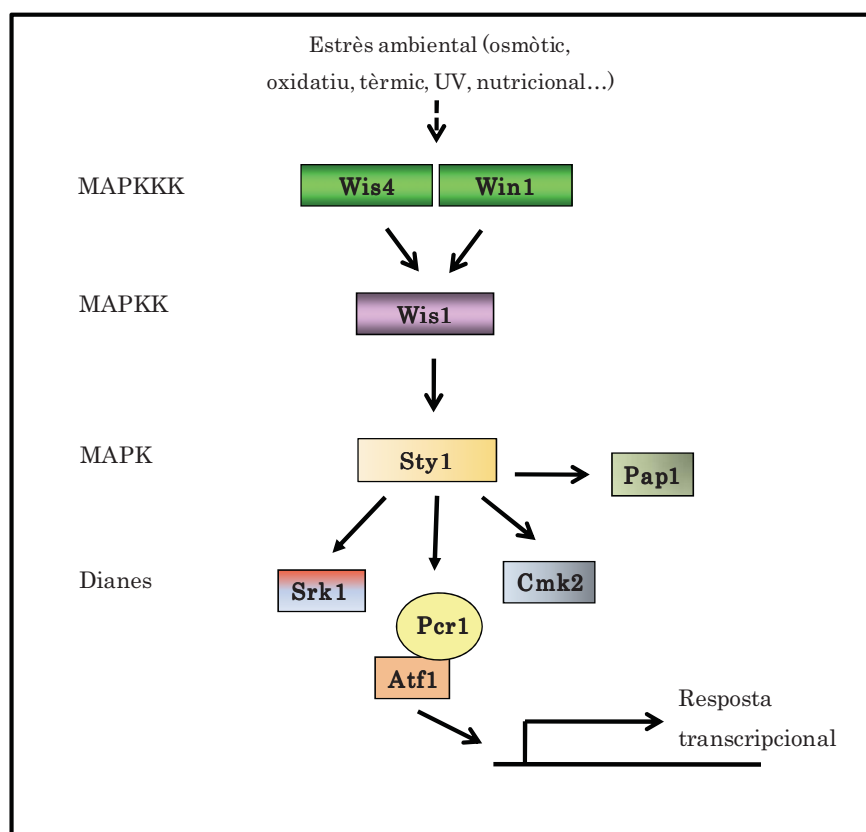 Estrès ambiental (osmòtic,
oxidatiu, tèrmic, UV, nutricional…)
MAPKKK
Wis4
Win1
MAPKK
Wis1
MAPK
Sty1
Pap1
Dianes
Srk1
Cmk2
Pcr1
Atf1
Resposta
transcripcional